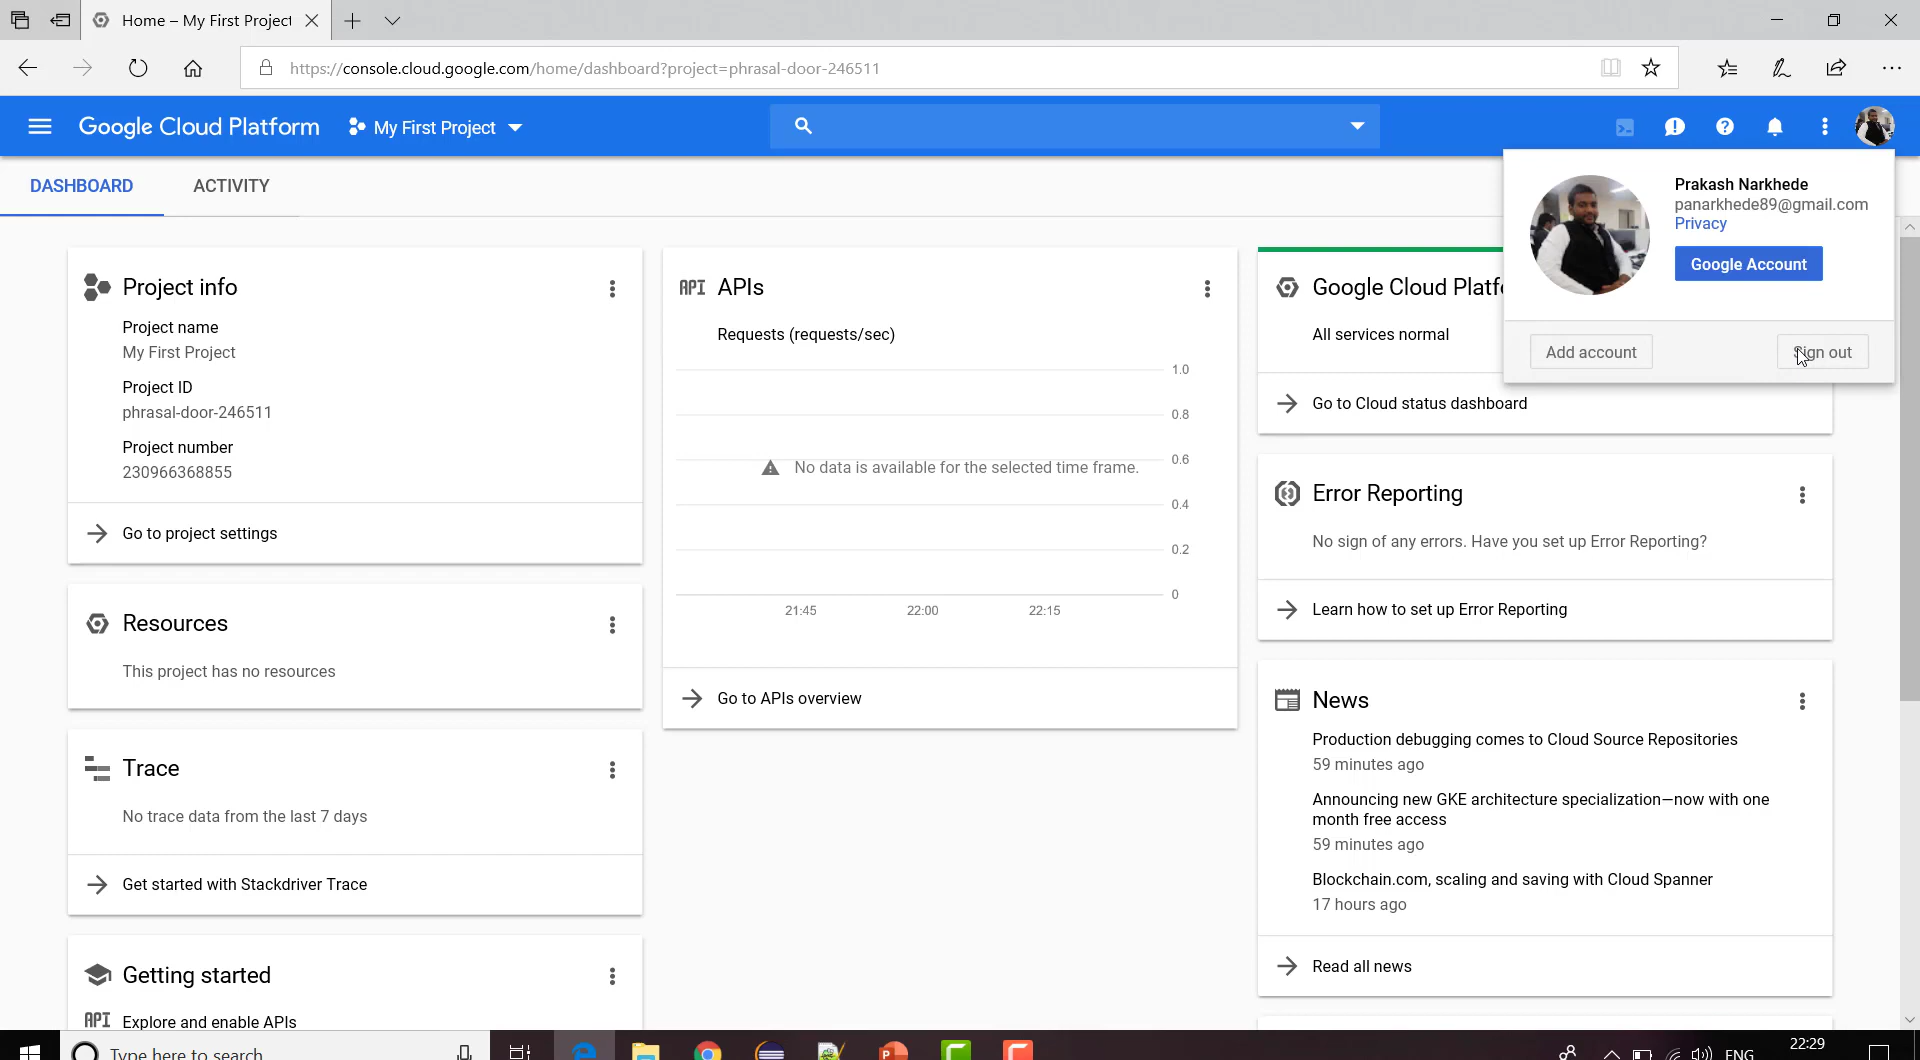 Home – My First Project
https://console.cloud.google.com/home/dashboard?project=phrasal-door-246511
Google Cloud Platform
My First Project
DASHBOARD
ACTIVITY
Prakash Narkhede
panarkhede89@gmail.com
Privacy
Google Account
Add account
Sign out
Project info
Project name
My First Project
Project ID
phrasal-door-246511
Project number
230966368855
Go to project settings
Resources
This project has no resources
Trace
No trace data from the last 7 days
Get started with Stackdriver Trace
Getting started
API
Explore and enable APIs
API
APIs
Requests (requests/sec)
1.0
0.8
0.6
No data is available for the selected time frame.
0.4
0.2
0
21:45
22:00
22:15
Go to APIs overview
Google Cloud
All services normal
Go to Cloud status dashboard
Error Reporting
No sign of any errors. Have you set up Error Reporting?
Learn how to set up Error Reporting
News
Production debugging comes to Cloud Source Repositories
59 minutes ago
Announcing new GKE architecture specialization—now with one
month free access
59 minutes ago
Blockchain.com, scaling and saving with Cloud Spanner
17 hours ago
Read all news
Type here to search
ENG
22:29